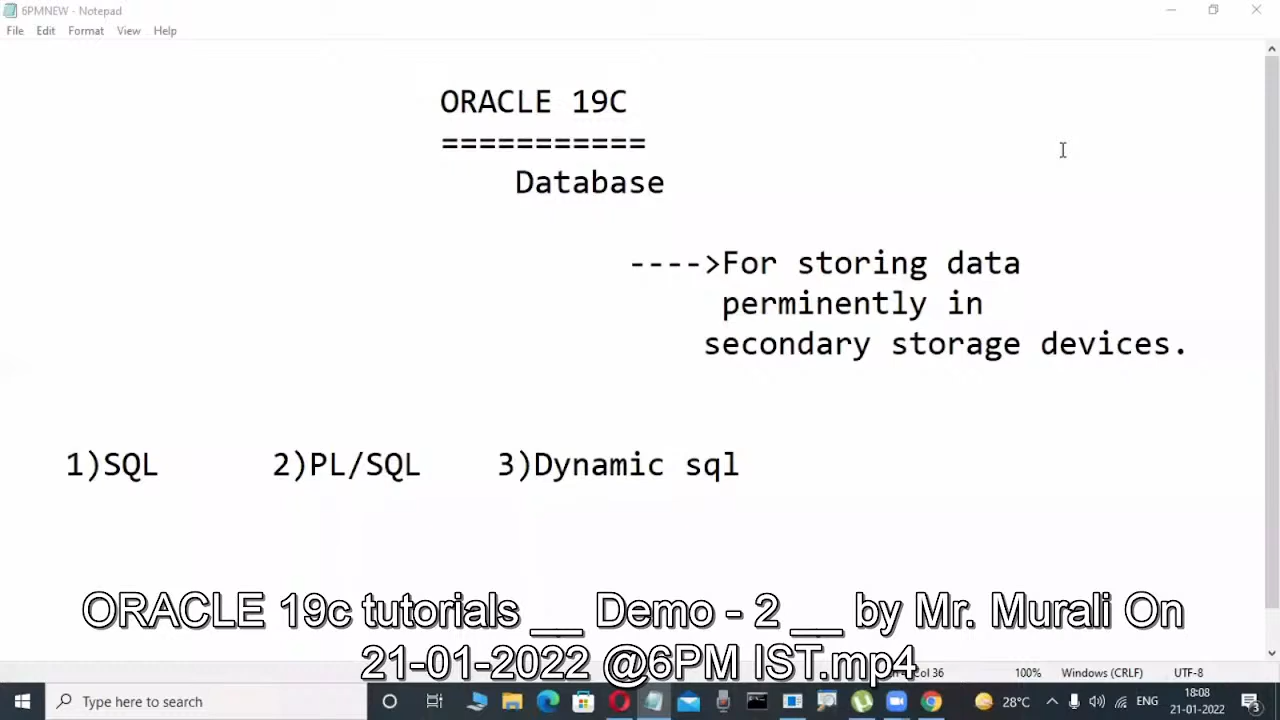 6PMNEW - Notepad
File Edit Format View Help
ORACLE 19C
===========
Database
---->For storing data
perminently in
secondary storage devices.
1)SQL 2)PL/SQL 3)Dynamic sql
ORACLE 19c tutorials __ Demo - 2 __ by Mr. Murali On
21-01-2022 @6PM IST.mp4
Col 36 100% Windows (CRLF) UTF-8
Type here to search
28°C ENG 18:08 21-01-2022 3